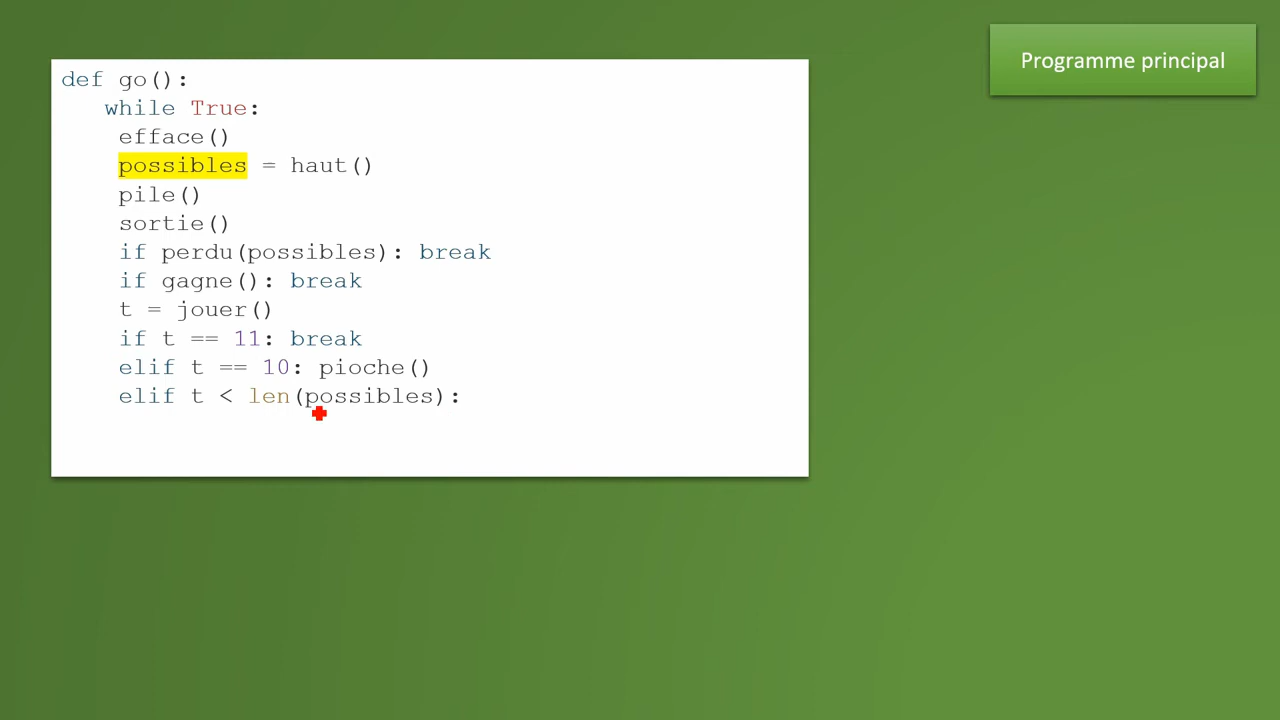 Programme principal
def go():
while True:
efface()
possibles = haut()
pile()
sortie()
if perdu(possibles): break
if gagne(): break
t = jouer()
if t == 11: break
elif t == 10: pioche()
elif t < len(possibles):